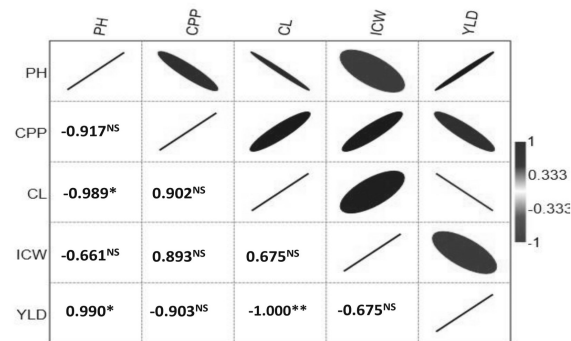 PH CPP CL ICW YLD
PH
CPP -0.917NS
CL -0.989* 0.902NS
ICW -0.661NS 0.893NS 0.675NS
YLD 0.990* -0.903NS -1.000** -0.675NS
1
0.333
-0.333
-1